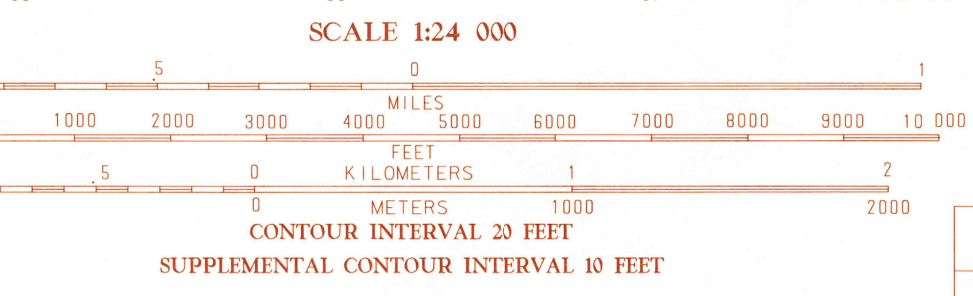 SCALE 1:24 000
.5 0 1
MILES
1000 2000 3000 4000 5000 6000 7000 8000 9000 10 000
FEET
.5 0 1 2
KILOMETERS
0 METERS 1000 2000
CONTOUR INTERVAL 20 FEET
SUPPLEMENTAL CONTOUR INTERVAL 10 FEET